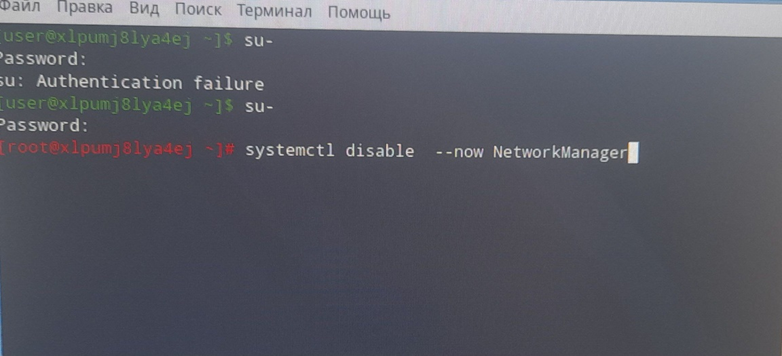 Файл Правка Вид Поиск Терминал Помощь
[user@xlpumj8lya4ej ~]$ su-
Password:
su: Authentication failure
[user@xlpumj8lya4ej ~]$ su-
Password:
[root@xlpumj8lya4ej ~]# systemctl disable  --now NetworkManager